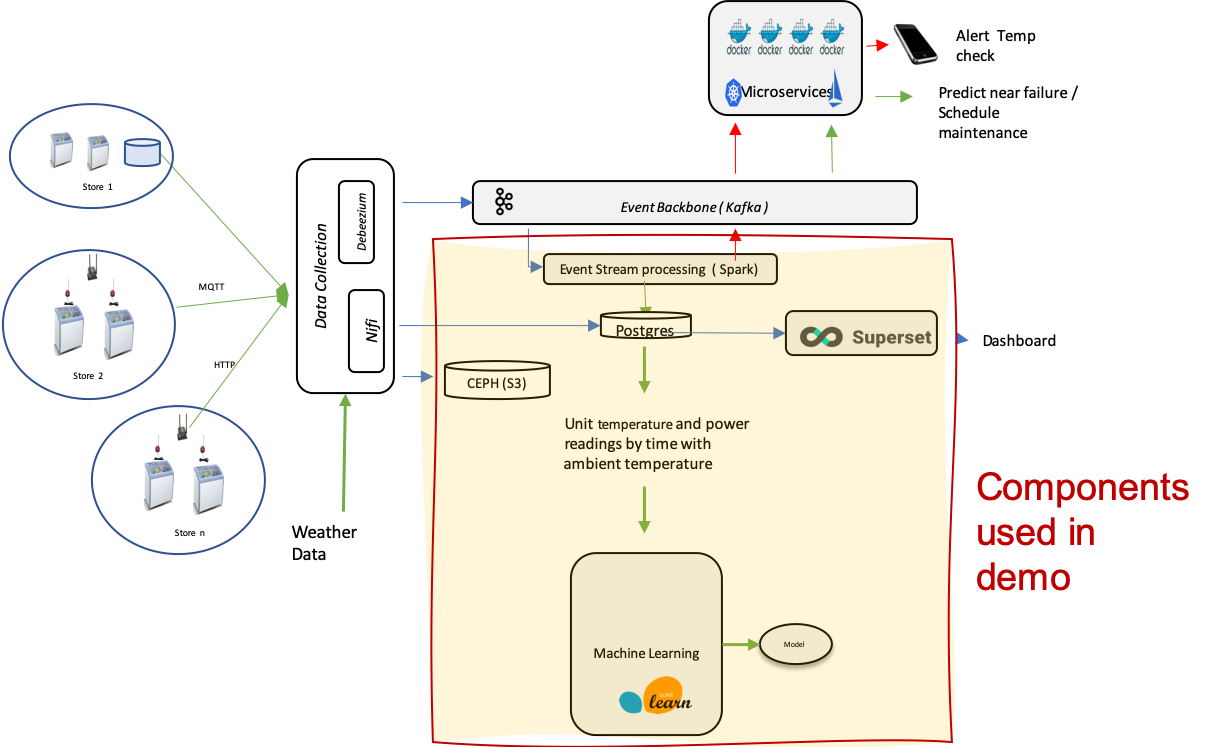 docker docker docker docker
Microservices
Alert Temp
check
Predict near failure /
Schedule
maintenance
Store 1
MQTT
Store 2
HTTP
Store n
Data Collection
Debeezium
Nifi
Weather
Data
Event Backbone ( Kafka )
Event Stream processing ( Spark)
Postgres
Superset
Dashboard
CEPH (S3)
Unit temperature and power
readings by time with
ambient temperature
Components
used in
demo
Machine Learning
learn
Model